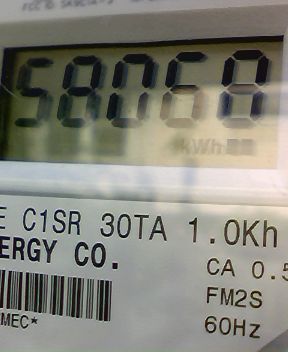 58068
kWh
E C1SR 30TA 1.0Kh
ERGY CO.
CA 0.5
FM2S
MEC*
60Hz